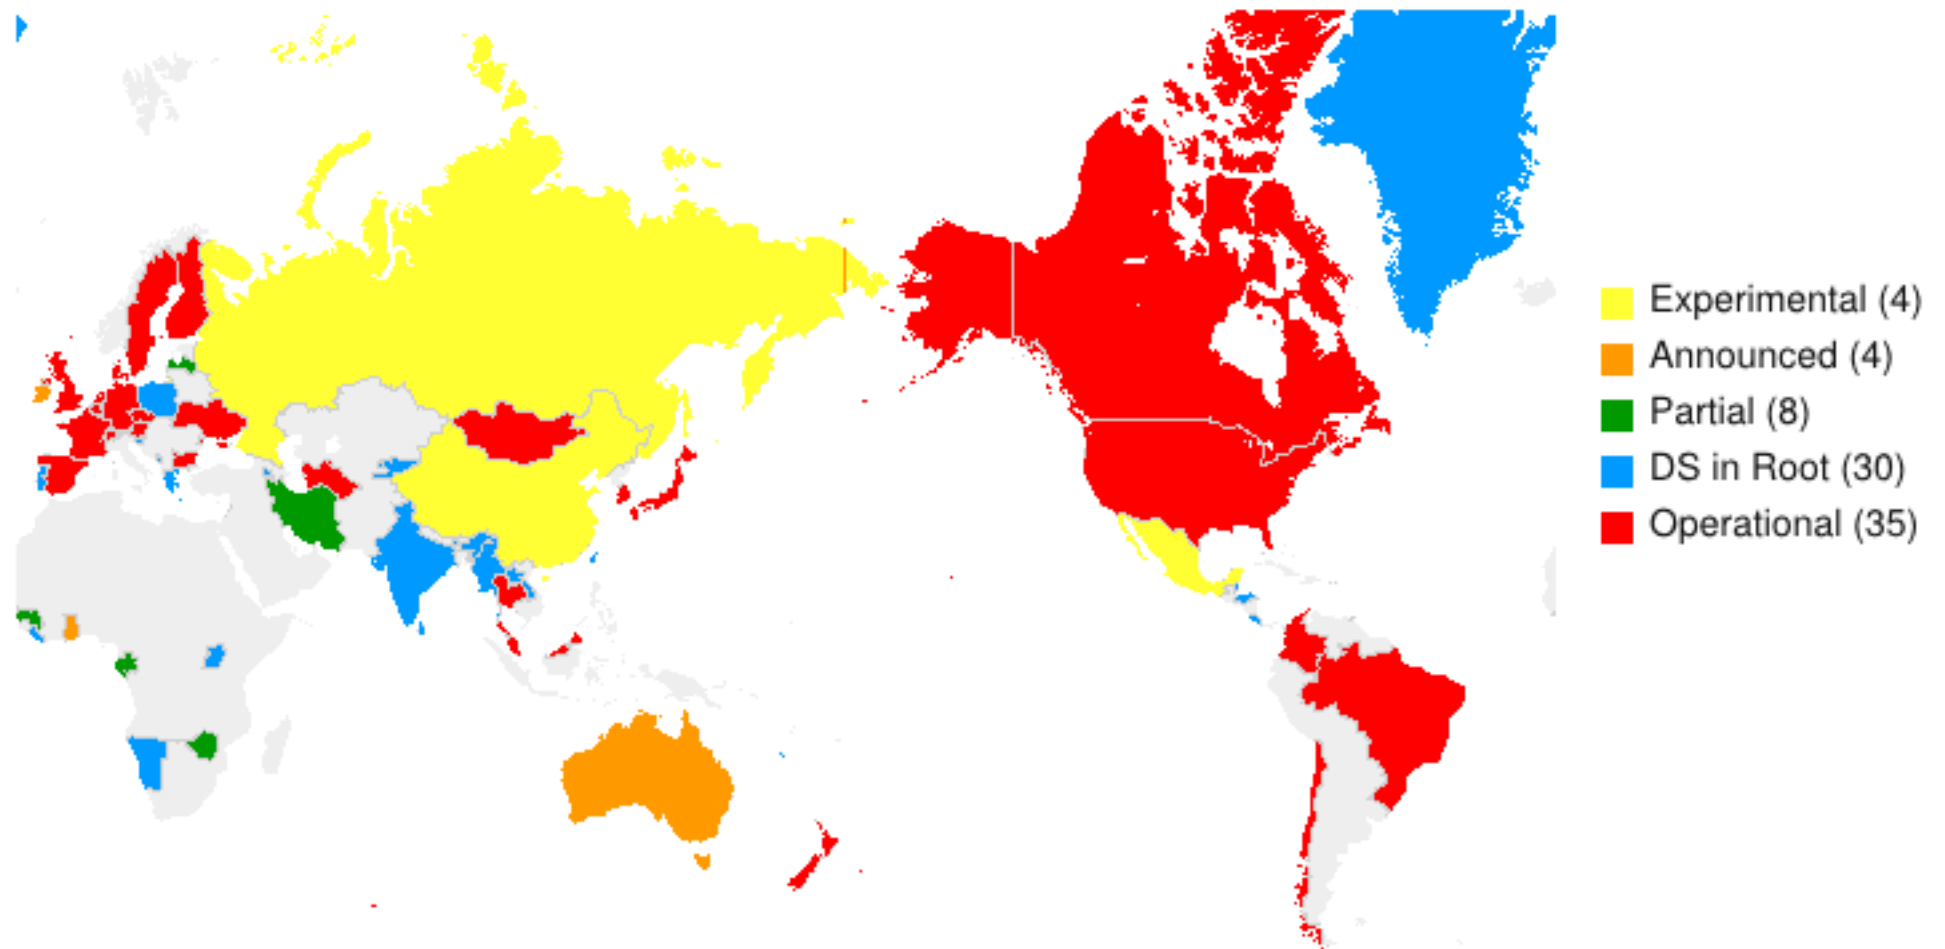 Experimental (4)
Announced (4)
Partial (8)
DS in Root (30)
Operational (35)